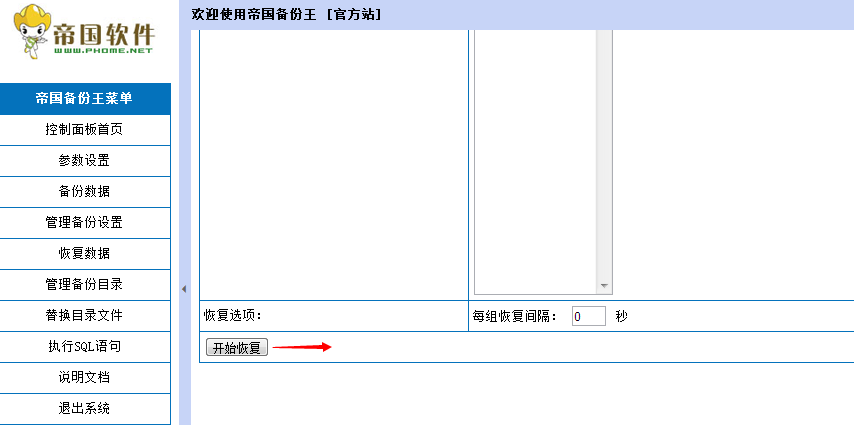 帝国软件
WWW.PHOME.NET
欢迎使用帝国备份王 [官方站]
帝国备份王菜单
控制面板首页
参数设置
备份数据
管理备份设置
恢复数据
管理备份目录
替换目录文件
执行SQL语句
说明文档
退出系统
恢复选项：
每组恢复间隔： 0 秒
开始恢复